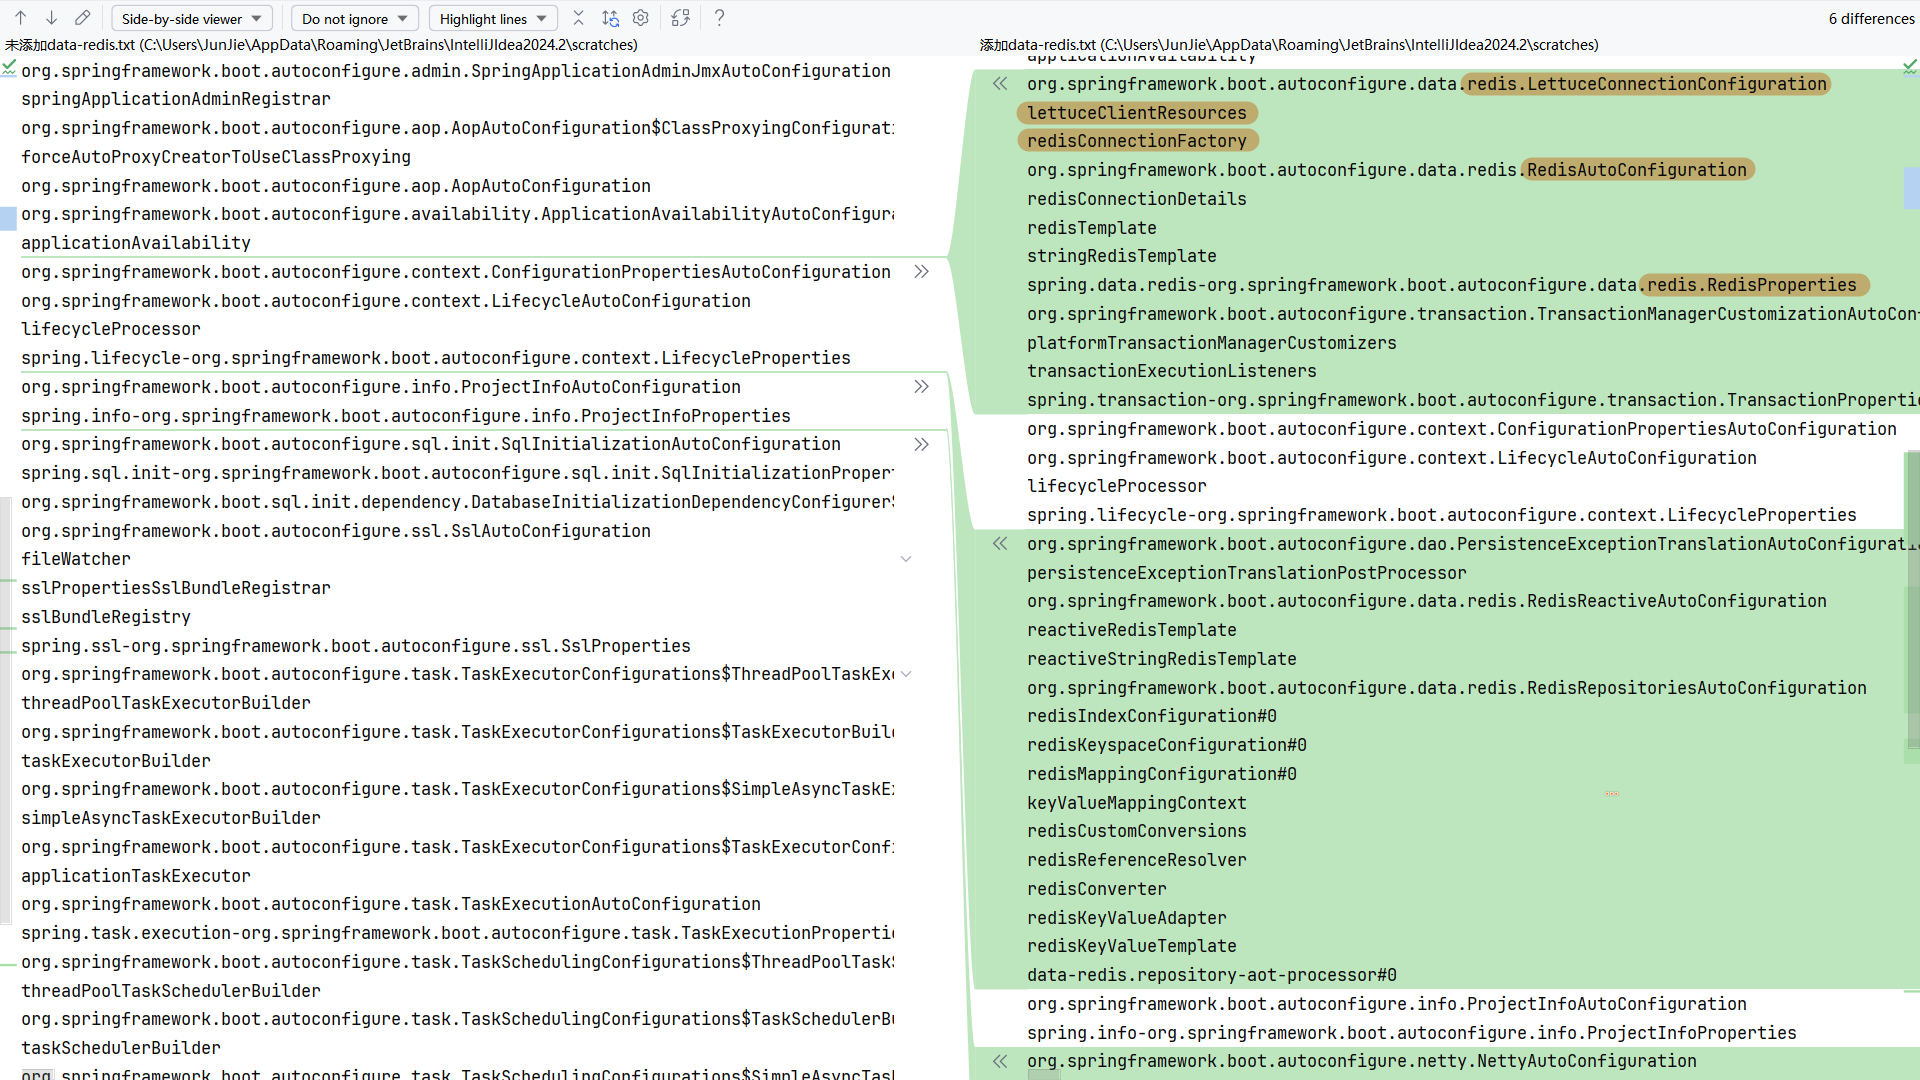 Side-by-side viewer
Do not ignore
Highlight lines
?
6 differences
未添加data-redis.txt (C:\Users\JunJie\AppData\Roaming\JetBrains\IntelliJIdea2024.2\scratches)
添加data-redis.txt (C:\Users\JunJie\AppData\Roaming\JetBrains\IntelliJIdea2024.2\scratches)
org.springframework.boot.autoconfigure.admin.SpringApplicationAdminJmxAutoConfiguration
springApplicationAdminRegistrar
org.springframework.boot.autoconfigure.aop.AopAutoConfiguration$ClassProxyingConfigurati
forceAutoProxyCreatorToUseClassProxying
org.springframework.boot.autoconfigure.aop.AopAutoConfiguration
org.springframework.boot.autoconfigure.availability.ApplicationAvailabilityAutoConfigura
applicationAvailability
org.springframework.boot.autoconfigure.context.ConfigurationPropertiesAutoConfiguration
org.springframework.boot.autoconfigure.context.LifecycleAutoConfiguration
lifecycleProcessor
spring.lifecycle-org.springframework.boot.autoconfigure.context.LifecycleProperties
org.springframework.boot.autoconfigure.info.ProjectInfoAutoConfiguration
spring.info-org.springframework.boot.autoconfigure.info.ProjectInfoProperties
org.springframework.boot.autoconfigure.sql.init.SqlInitializationAutoConfiguration
spring.sql.init-org.springframework.boot.autoconfigure.sql.init.SqlInitializationProper
org.springframework.boot.sql.init.dependency.DatabaseInitializationDependencyConfigurer
org.springframework.boot.autoconfigure.ssl.SslAutoConfiguration
fileWatcher
sslPropertiesSslBundleRegistrar
sslBundleRegistry
spring.ssl-org.springframework.boot.autoconfigure.ssl.SslProperties
org.springframework.boot.autoconfigure.task.TaskExecutorConfigurations$ThreadPoolTaskEx
threadPoolTaskExecutorBuilder
org.springframework.boot.autoconfigure.task.TaskExecutorConfigurations$TaskExecutorBuil
taskExecutorBuilder
org.springframework.boot.autoconfigure.task.TaskExecutorConfigurations$SimpleAsyncTaskE
simpleAsyncTaskExecutorBuilder
org.springframework.boot.autoconfigure.task.TaskExecutorConfigurations$TaskExecutorConf
applicationTaskExecutor
org.springframework.boot.autoconfigure.task.TaskExecutionAutoConfiguration
spring.task.execution-org.springframework.boot.autoconfigure.task.TaskExecutionProperti
org.springframework.boot.autoconfigure.task.TaskSchedulingConfigurations$ThreadPoolTask
threadPoolTaskSchedulerBuilder
org.springframework.boot.autoconfigure.task.TaskSchedulingConfigurations$TaskSchedulerB
taskSchedulerBuilder
org.springframework.boot.autoconfigure.task.TaskSchedulingConfigurations$SimpleAsyncTas
applicationAvailability
org.springframework.boot.autoconfigure.data.redis.LettuceConnectionConfiguration
lettuceClientResources
redisConnectionFactory
org.springframework.boot.autoconfigure.data.redis.RedisAutoConfiguration
redisConnectionDetails
redisTemplate
stringRedisTemplate
spring.data.redis-org.springframework.boot.autoconfigure.data.redis.RedisProperties
org.springframework.boot.autoconfigure.transaction.TransactionManagerCustomizationAutoCon
platformTransactionManagerCustomizers
transactionExecutionListeners
spring.transaction-org.springframework.boot.autoconfigure.transaction.TransactionProperti
org.springframework.boot.autoconfigure.context.ConfigurationPropertiesAutoConfiguration
org.springframework.boot.autoconfigure.context.LifecycleAutoConfiguration
lifecycleProcessor
spring.lifecycle-org.springframework.boot.autoconfigure.context.LifecycleProperties
org.springframework.boot.autoconfigure.dao.PersistenceExceptionTranslationAutoConfigurati
persistenceExceptionTranslationPostProcessor
org.springframework.boot.autoconfigure.data.redis.RedisReactiveAutoConfiguration
reactiveRedisTemplate
reactiveStringRedisTemplate
org.springframework.boot.autoconfigure.data.redis.RedisRepositoriesAutoConfiguration
redisIndexConfiguration#0
redisKeyspaceConfiguration#0
redisMappingConfiguration#0
keyValueMappingContext
redisCustomConversions
redisReferenceResolver
redisConverter
redisKeyValueAdapter
redisKeyValueTemplate
data-redis.repository-aot-processor#0
org.springframework.boot.autoconfigure.info.ProjectInfoAutoConfiguration
spring.info-org.springframework.boot.autoconfigure.info.ProjectInfoProperties
org.springframework.boot.autoconfigure.netty.NettyAutoConfiguration